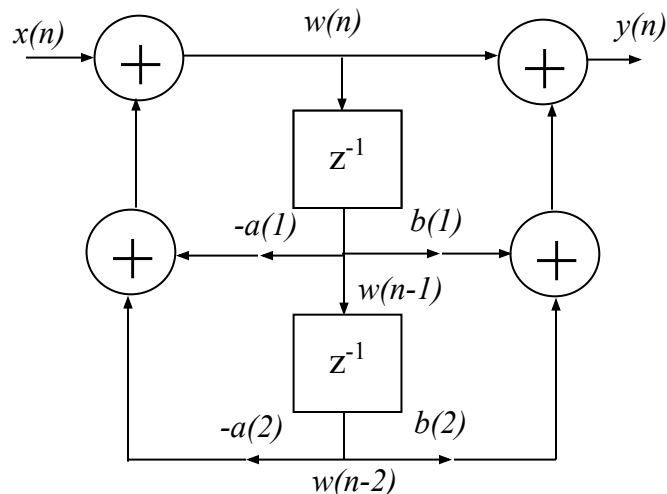 x(n) w(n) y(n)
+ +
z-1
-a(1) b(1)
+ +
w(n-1)
z-1
-a(2) b(2)
w(n-2)